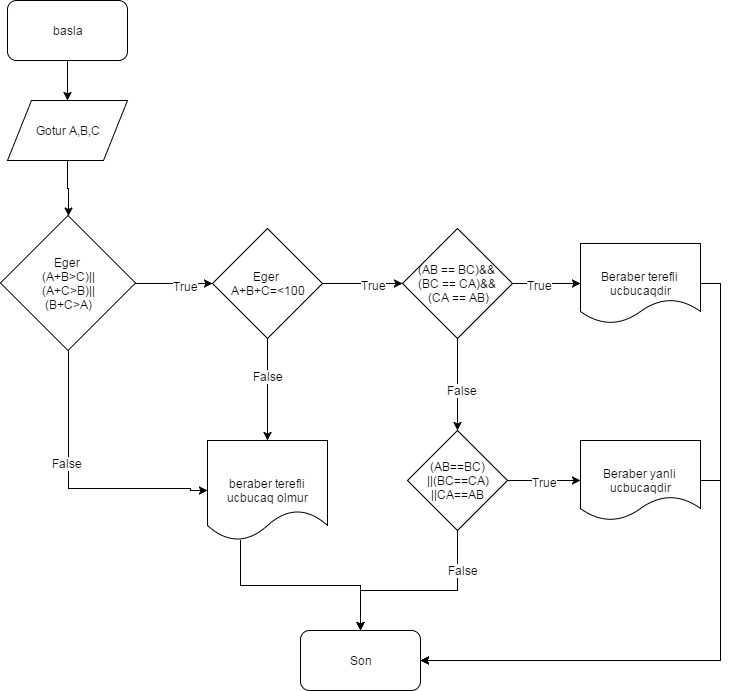 basla
Gotur A,B,C
Eger
(A+B>C)||
(A+C>B)||
(B+C>A)
True
Eger
A+B+C=<100
True
(AB == BC)&&
(BC == CA)&&
(CA == AB)
True
Beraber terefli
ucbucaqdir
False
False
False
beraber terefli
ucbucaq olmur
(AB==BC)
||(BC==CA)
||CA==AB
True
Beraber yanli
ucbucaqdir
False
Son